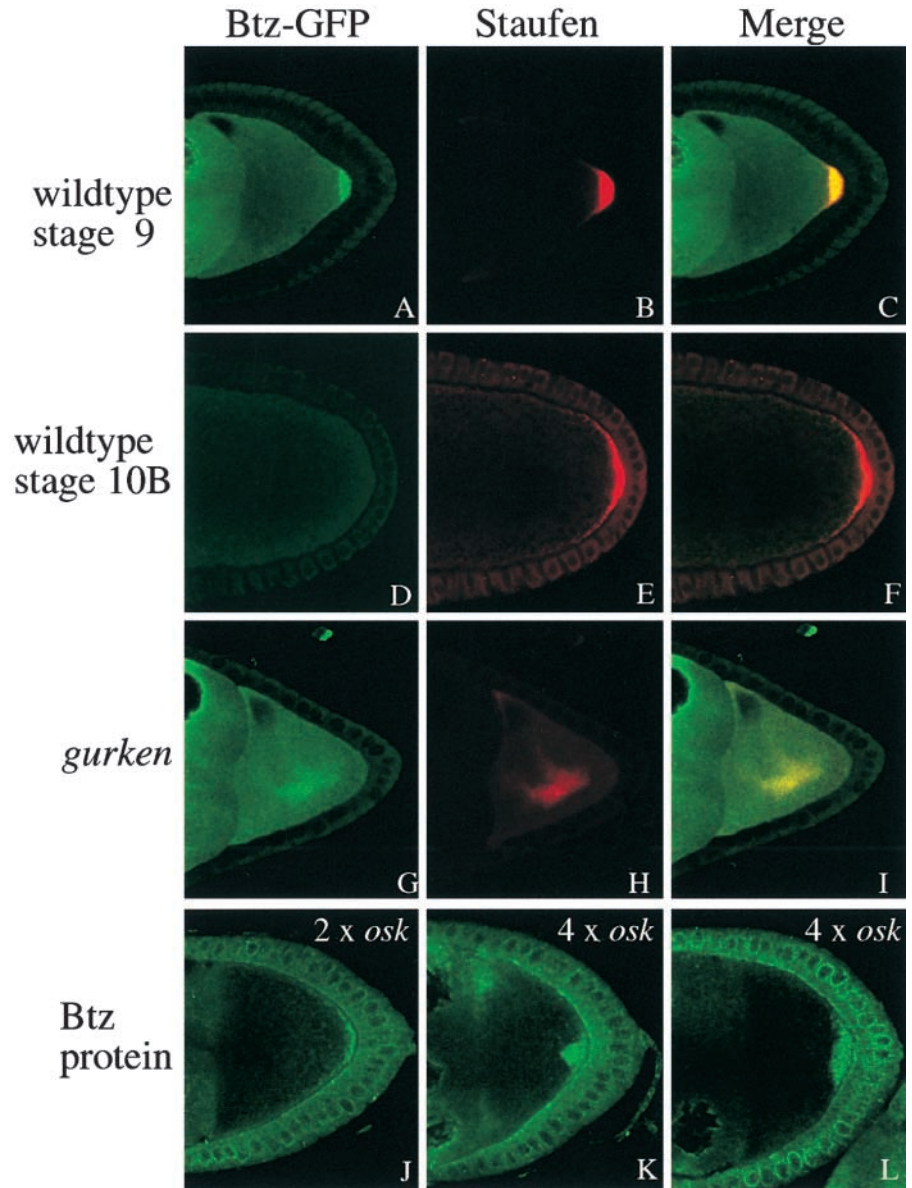 Btz-GFP Staufen Merge
wildtype
stage 9
A B C
wildtype
stage 10B
D E F
gurken
G H I
2 x osk 4 x osk 4 x osk
Btz
protein
J K L